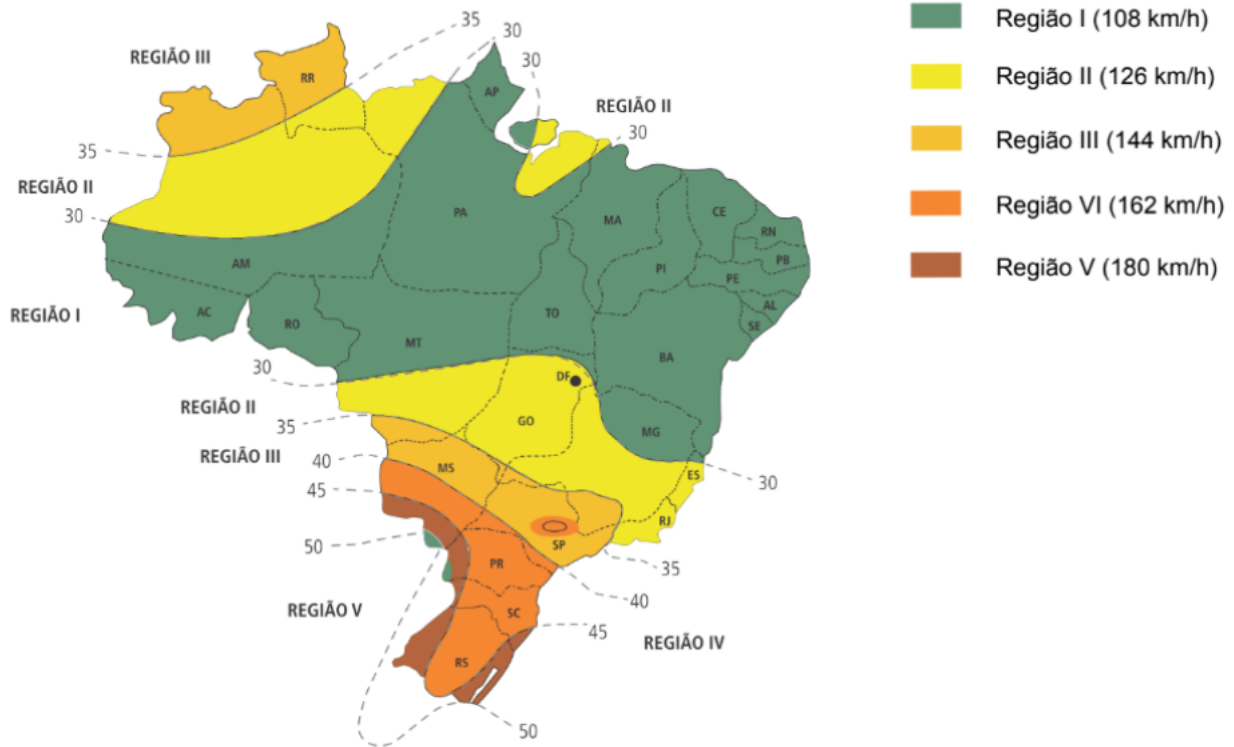 35
30
REGIÃO III
30
RR
AP
REGIÃO II
30
35
REGIÃO II
30
PA
MA
CE
RN
PB
PI
PE
AM
AL
SE
AC
RO
TO
REGIÃO I
MT
BA
30
DF
REGIÃO II
GO
35
MG
REGIÃO III
40
MS
ES
30
45
RJ
SP
50
PR
35
40
REGIÃO V
SC
45
REGIÃO IV
RS
50
Região I (108 km/h)
Região II (126 km/h)
Região III (144 km/h)
Região VI (162 km/h)
Região V (180 km/h)